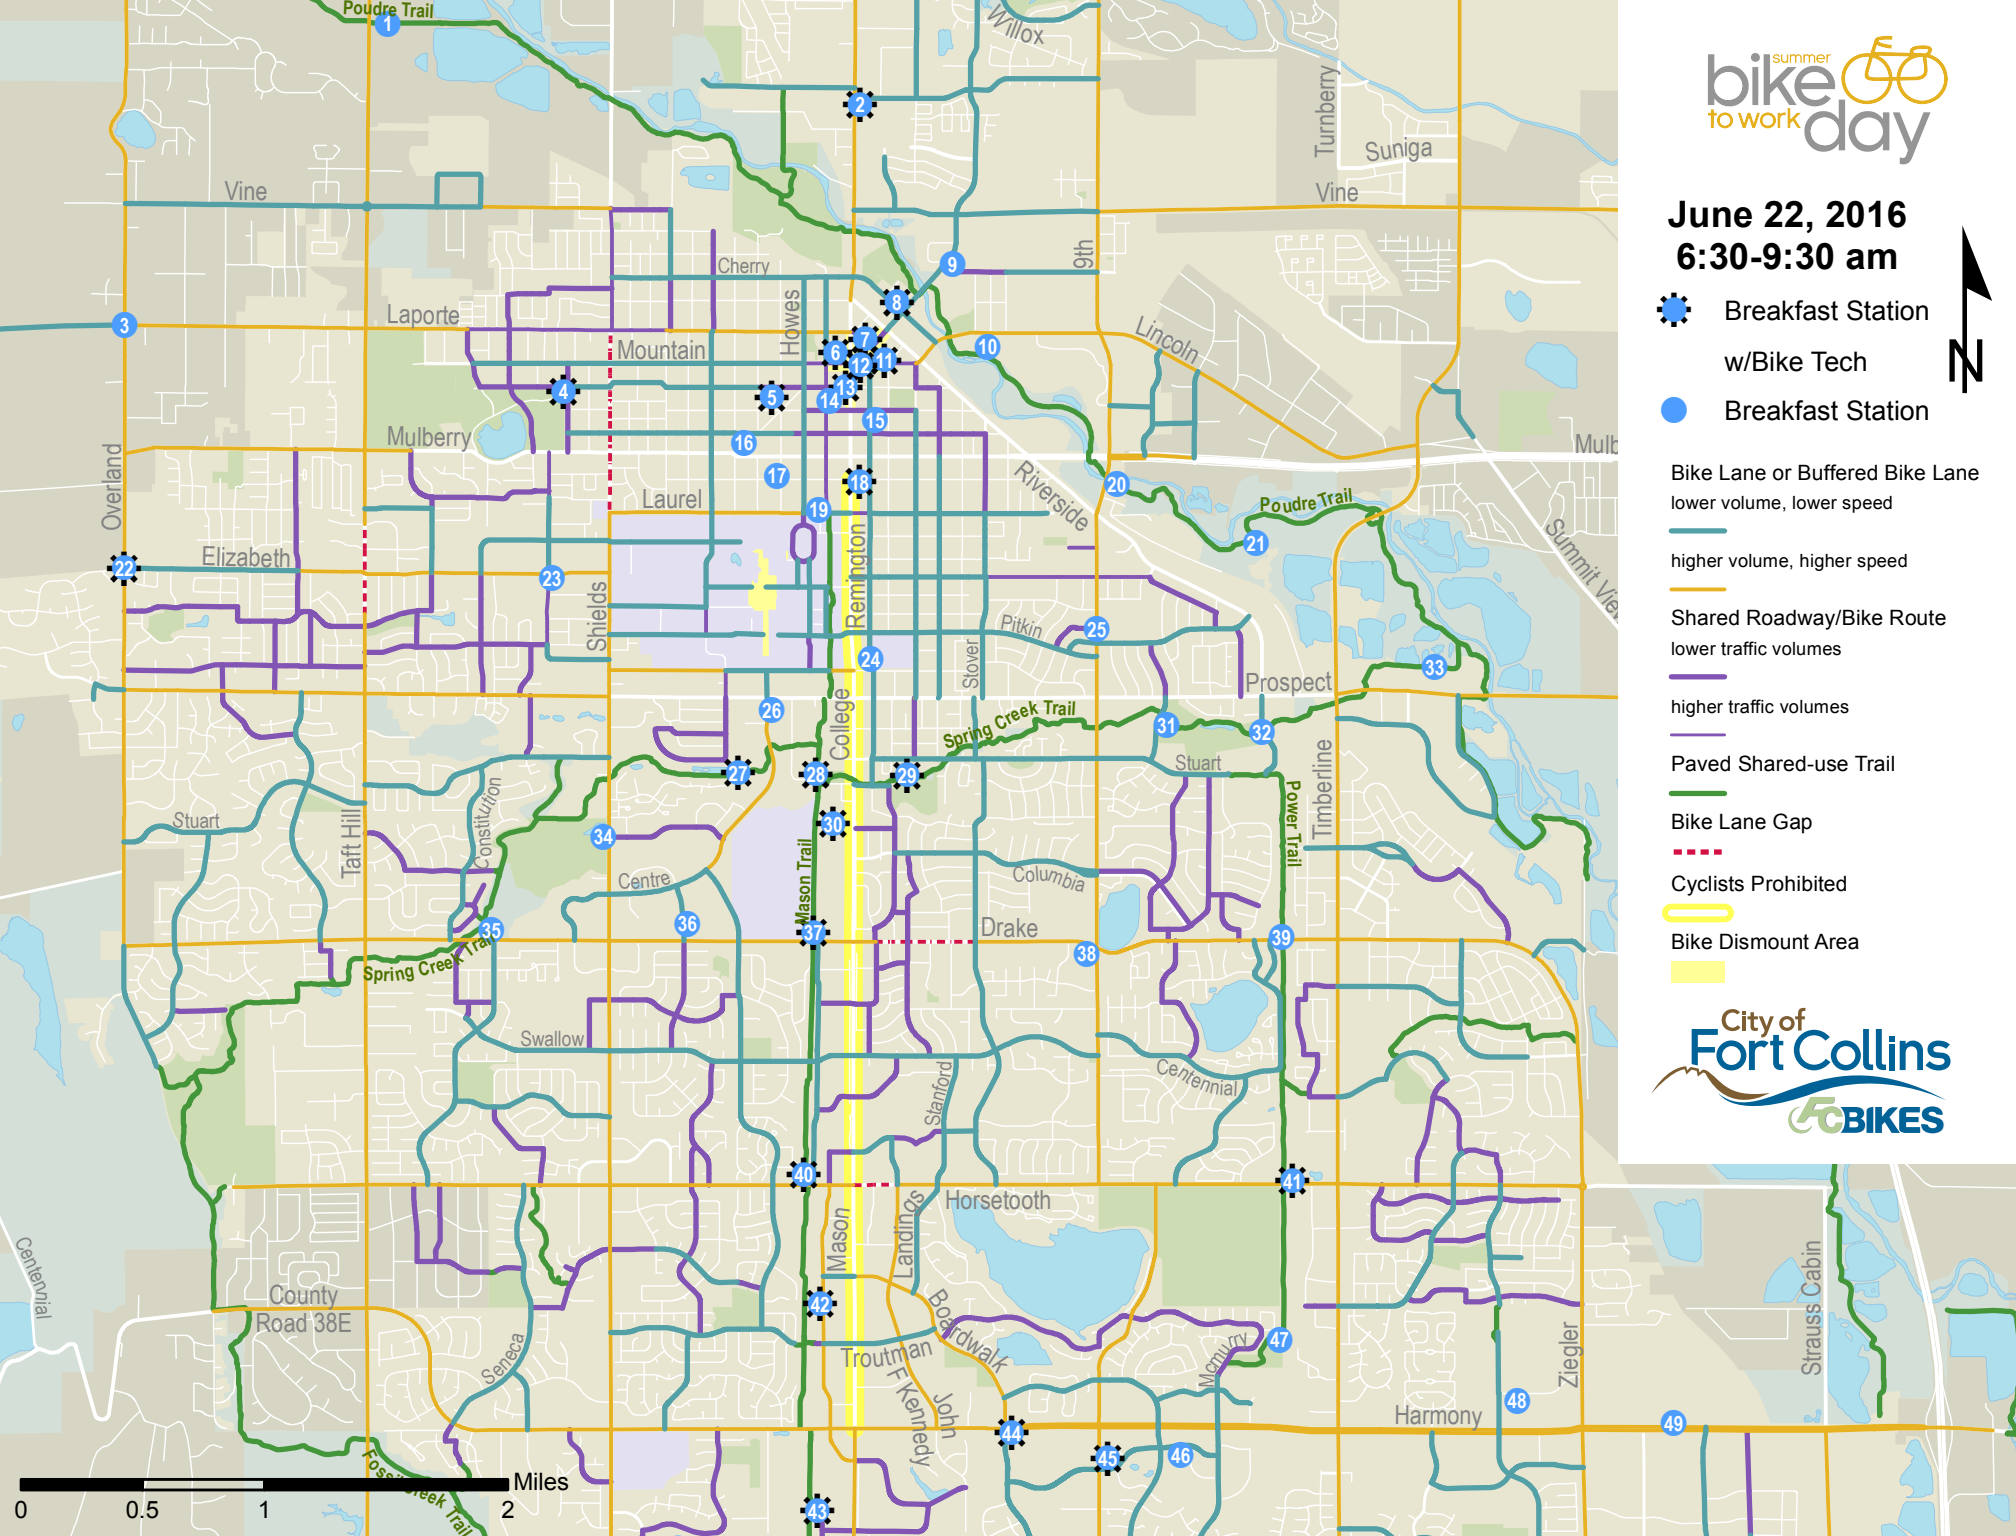 Poudre Trail
1
Willox
2
Turnberry
Suniga
Vine
Vine
9th
Cherry
9
Howes
8
Laporte
3
7
Lincoln
Mountain
6
12
11
10
4
5
13
14
15
Mulberry
16
Mulb
Overland
17
18
Riverside
20
Laurel
19
Poudre Trail
21
Summit View
Elizabeth
22
23
Remington
Shields
Pitkin
25
24
Stover
33
Prospect
26
College
Spring Creek Trail
31
32
27
28
29
Stuart
Timberline
Constitution
Power Trail
Stuart
30
Taft Hill
34
Mason Trail
Centre
Columbia
35
36
37
Drake
38
39
Spring Creek Trail
Swallow
Stanford
Centennial
40
41
Horsetooth
Landings
Mason
Centennial
County
Road 38E
42
Boardwalk
Strauss Cabin
Seneca
Troutman
Mcmurry
47
Ziegler
John
F Kennedy
48
Harmony
49
44
45
46
Fossil Creek Trail
43
Miles
0
0.5
1
2
summer
bike
to work
day
June 22, 2016
6:30-9:30 am
Breakfast Station
w/Bike Tech
N
Breakfast Station
Bike Lane or Buffered Bike Lane
lower volume, lower speed
higher volume, higher speed
Shared Roadway/Bike Route
lower traffic volumes
higher traffic volumes
Paved Shared-use Trail
Bike Lane Gap
Cyclists Prohibited
Bike Dismount Area
City of
Fort Collins
FCBIKES